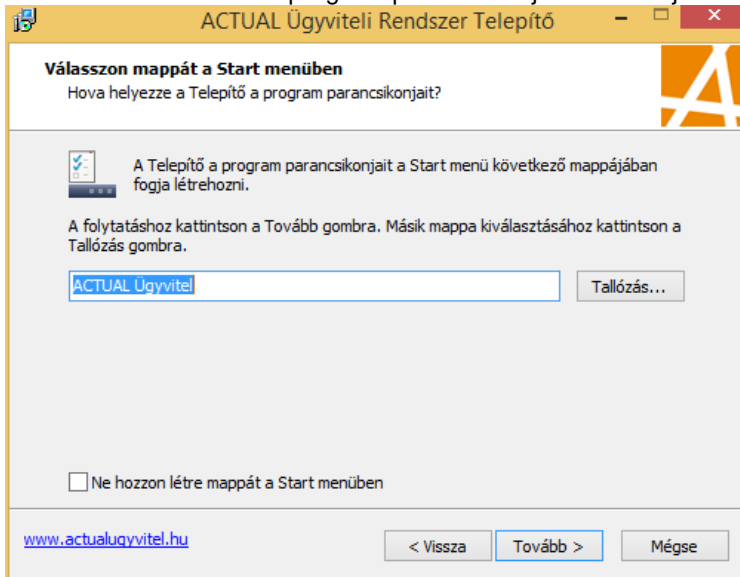 ACTUAL Ügyviteli Rendszer Telepítő
Válasszon mappát a Start menüben
Hova helyezze a Telepítő a program parancsikonjait?
A Telepítő a program parancsikonjait a Start menü következő mappájában
fogja létrehozni.
A folytatáshoz kattintson a Tovább gombra. Másik mappa kiválasztásához kattintson a
Tallózás gombra.
ACTUAL Ügyvitel
Tallózás...
Ne hozzon létre mappát a Start menüben
www.actualugyvitel.hu
< Vissza
Tovább >
Mégse